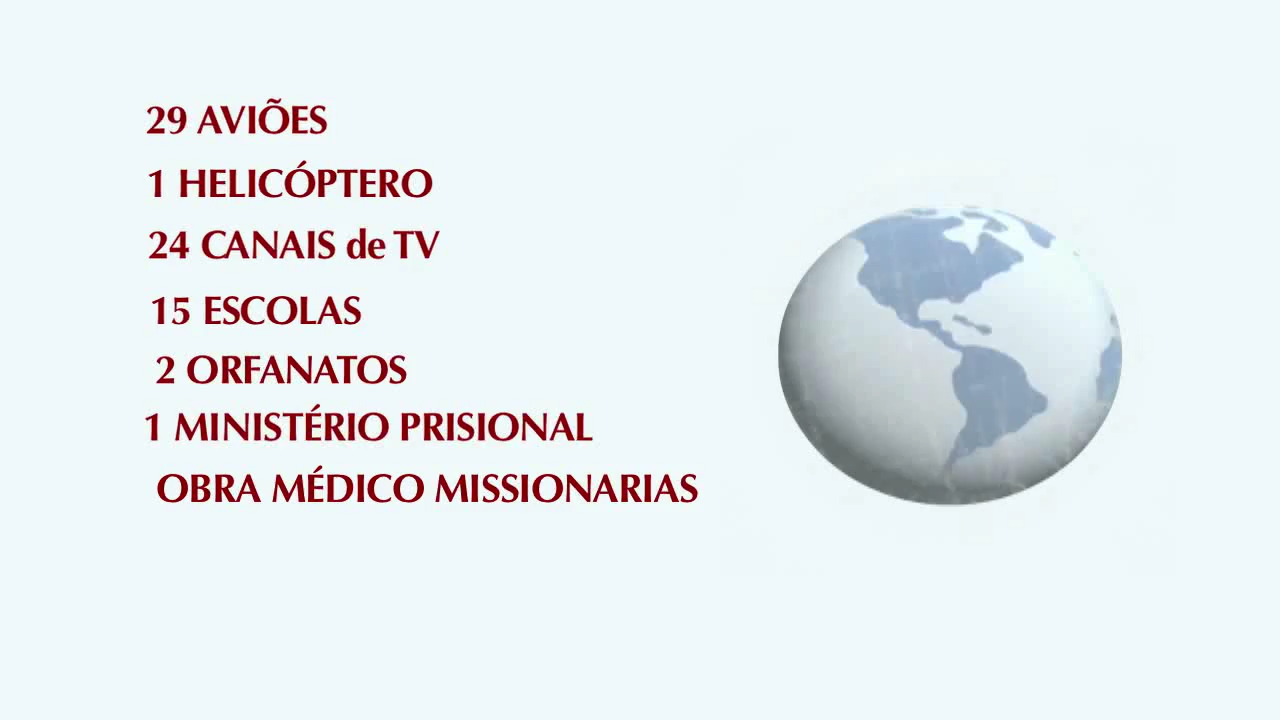 29 AVIÕES
1 HELICÓPTERO
24 CANAIS de TV
15 ESCOLAS
2 ORFANATOS
1 MINISTÉRIO PRISIONAL
OBRA MÉDICO MISSIONARIAS